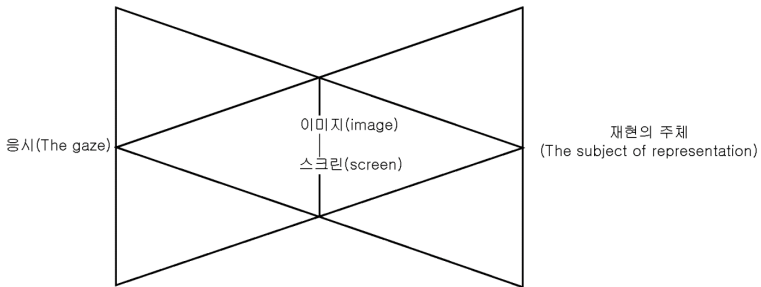 응시(The gaze)
이미지(image)
스크린(screen)
재현의 주체
(The subject of representation)